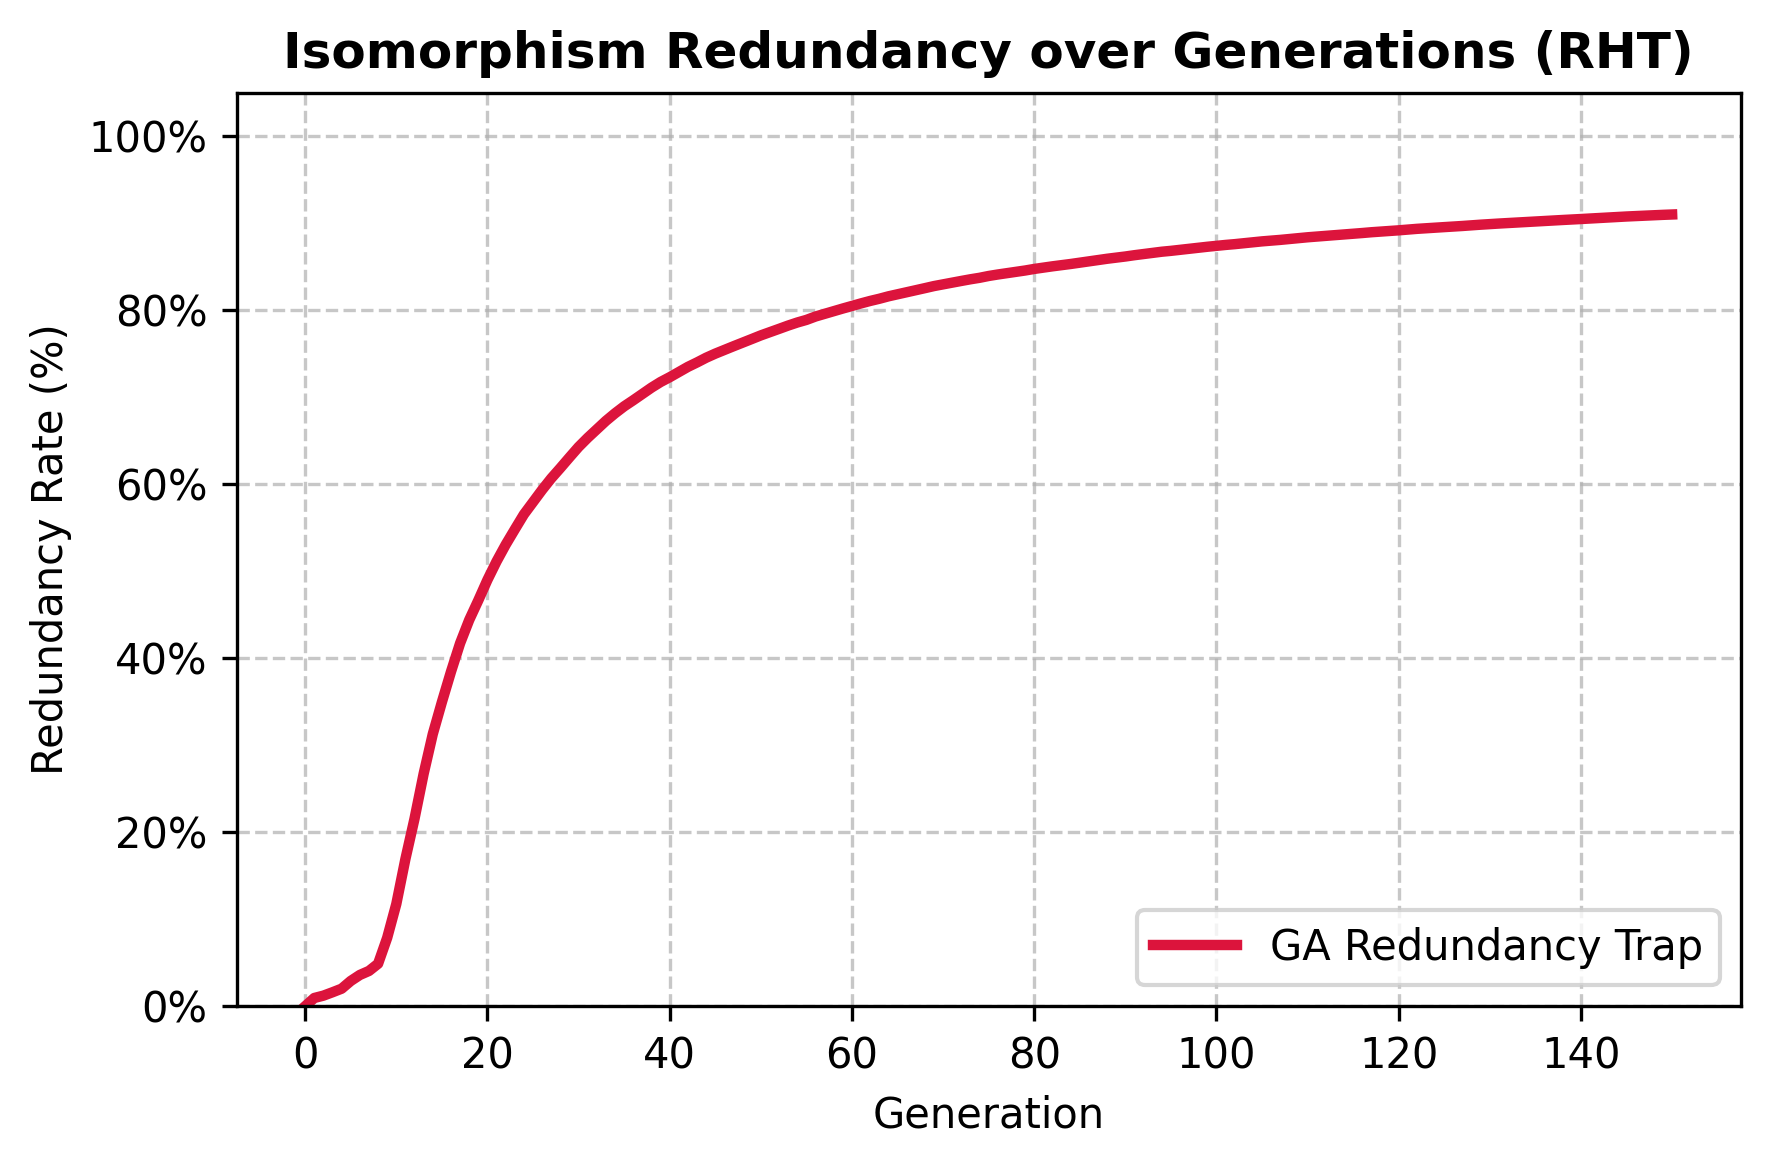 Isomorphism Redundancy over Generations (RHT)
Redundancy Rate (%)
100%
80%
60%
40%
20%
0%
0 20 40 60 80 100 120 140
Generation
GA Redundancy Trap